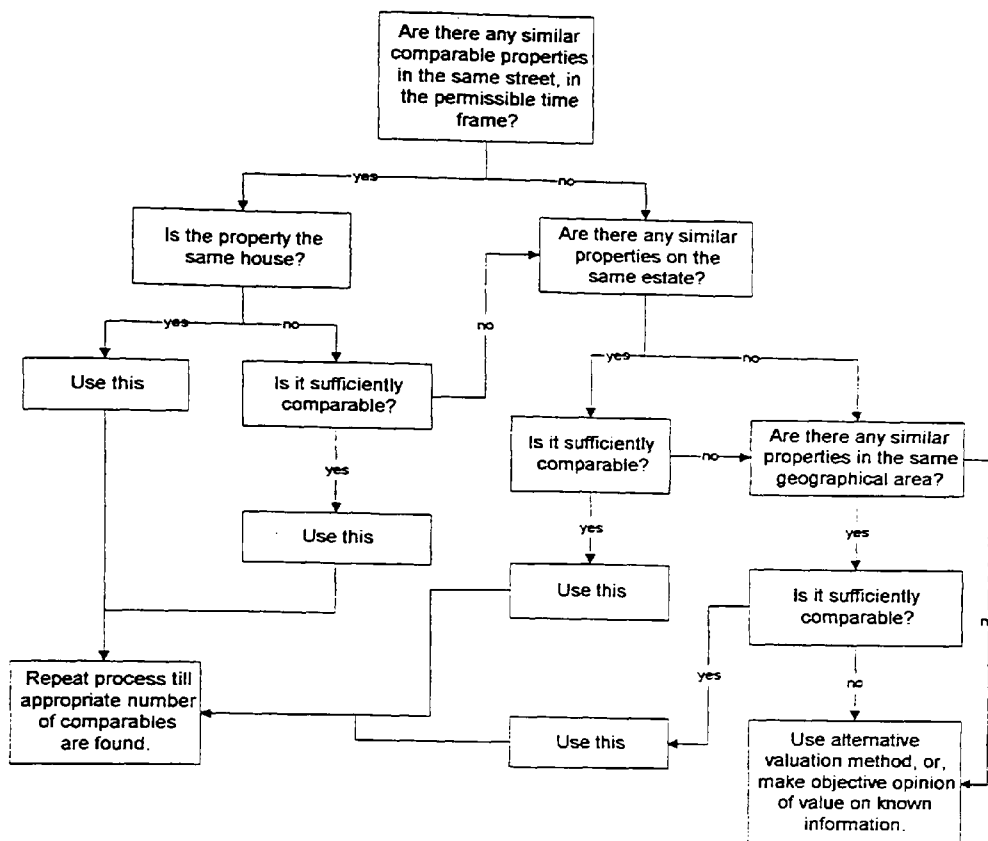 Are there any similar
comparable properties
in the same street, in
the permissible time
frame?
yes
no
Is the property the
same house?
Are there any similar
properties on the
same estate?
yes
no
no
yes
no
Use this
Is it sufficiently
comparable?
Is it sufficiently
comparable?
no
Are there any similar
properties in the same
geographical area?
yes
yes
yes
Use this
Use this
Is it sufficiently
comparable?
Repeat process till
appropriate number
of comparables
are found.
yes
no
Use this
Use alternative
valuation method, or,
make objective opinion
of value on known
information.